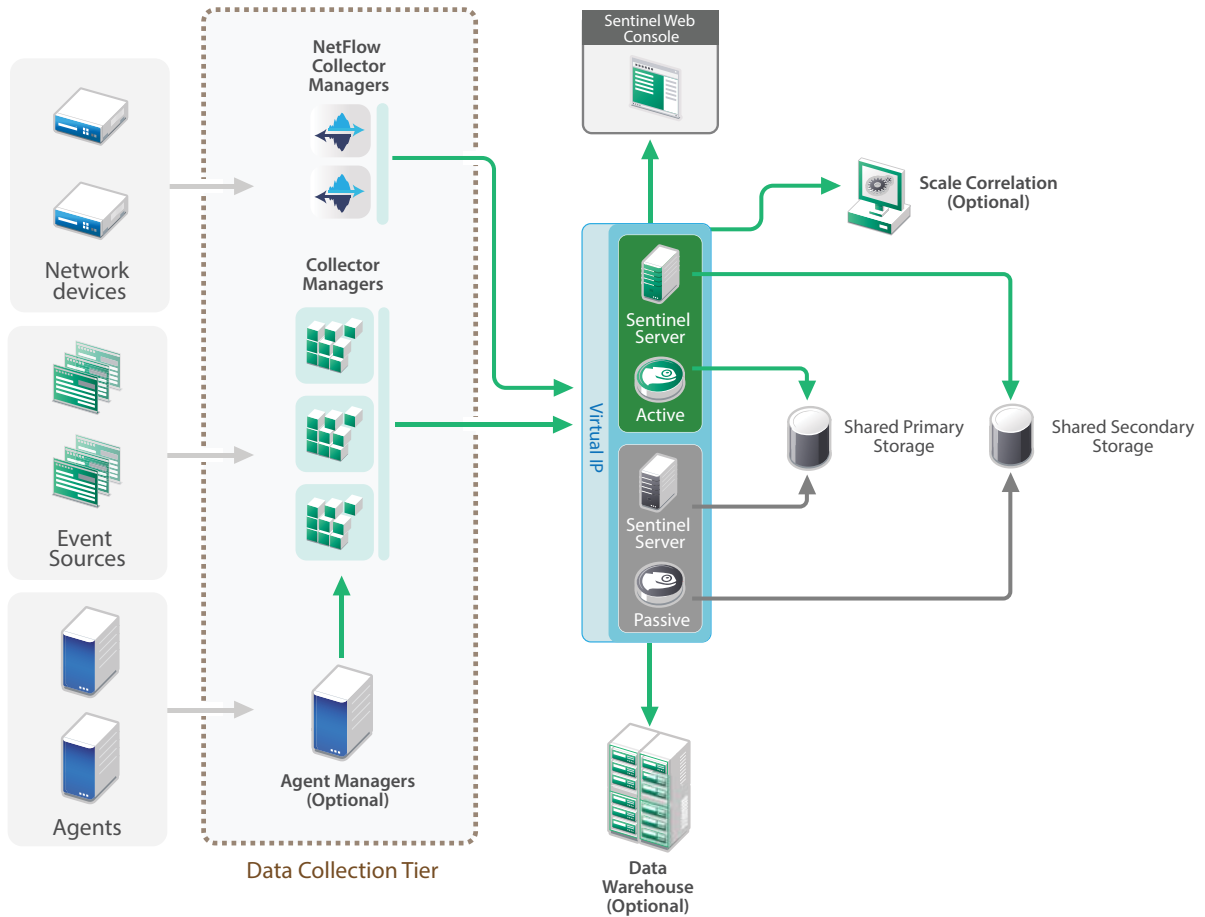 Sentinel Web
Console
NetFlow
Collector
Managers
Network
devices
Scale Correlation
(Optional)
Collector
Managers
Sentinel
Server
Active
Virtual IP
Shared Primary
Storage
Shared Secondary
Storage
Event
Sources
Sentinel
Server
Passive
Agents
Agent Managers
(Optional)
Data Collection Tier
Data
Warehouse
(Optional)